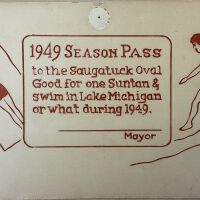 1949 SEASON PASS
to the Saugatuck Oval
Good for one Suntan &
swim in Lake Michigan
or what during 1949.
Mayor